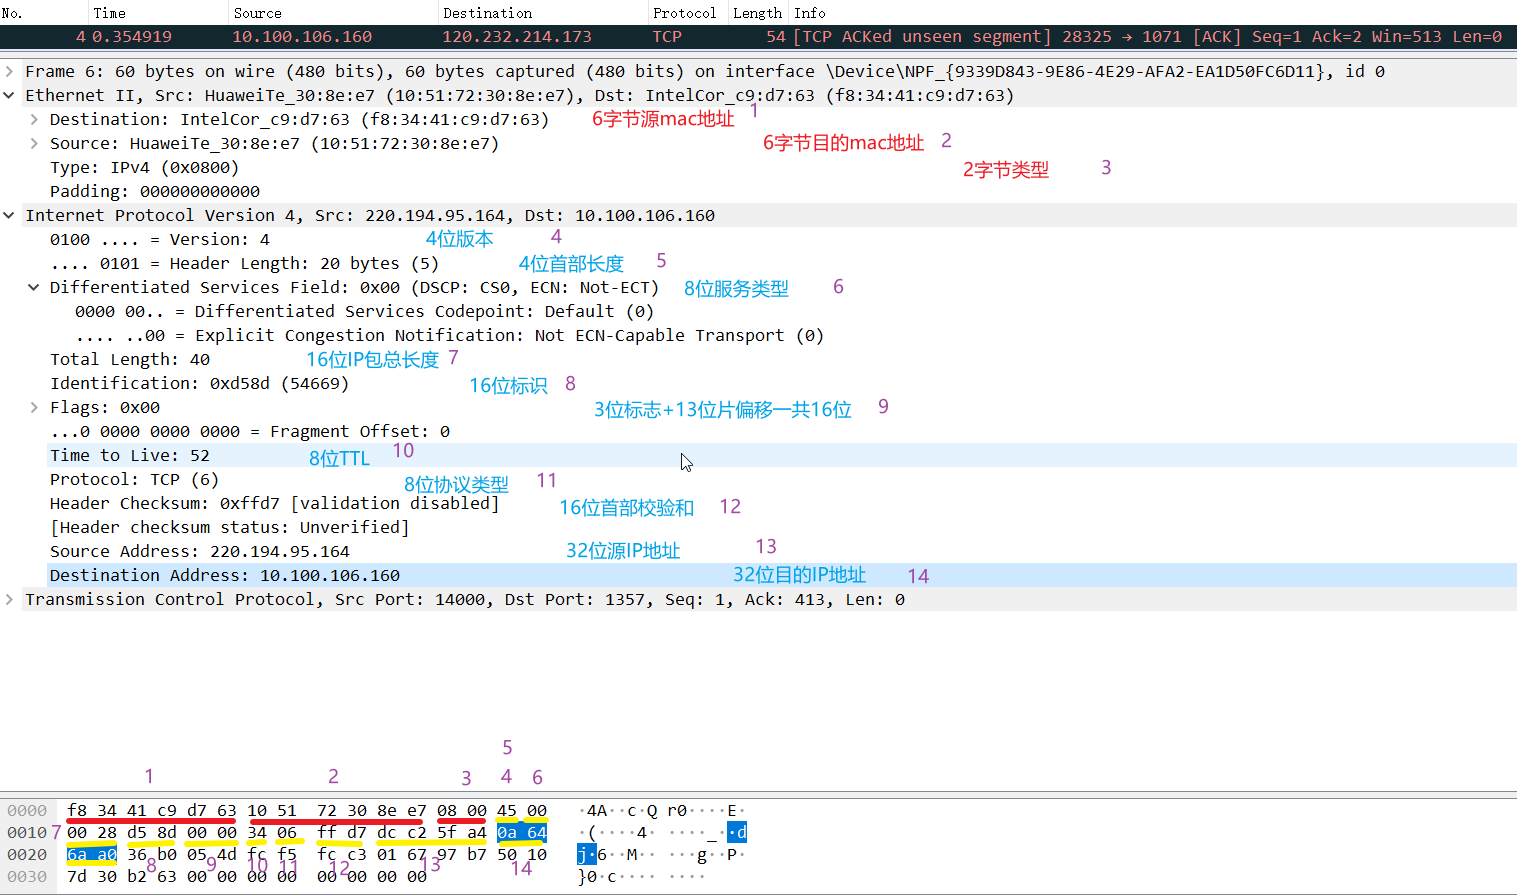 No. Time Source Destination Protocol Length Info
4 0.354919 10.100.106.160 120.232.214.173 TCP 54 [TCP ACKed unseen segment] 28325 → 1071 [ACK] Seq=1 Ack=2 Win=513 Len=0
Frame 6: 60 bytes on wire (480 bits), 60 bytes captured (480 bits) on interface \Device\NPF_{9339D843-9E86-4E29-AFA2-EA1D50FC6D11}, id 0
Ethernet II, Src: HuaweiTe_30:8e:e7 (10:51:72:30:8e:e7), Dst: IntelCor_c9:d7:63 (f8:34:41:c9:d7:63)
Destination: IntelCor_c9:d7:63 (f8:34:41:c9:d7:63) 6字节源mac地址 1
Source: HuaweiTe_30:8e:e7 (10:51:72:30:8e:e7) 6字节目的mac地址 2
Type: IPv4 (0x0800) 2字节类型 3
Padding: 000000000000
Internet Protocol Version 4, Src: 220.194.95.164, Dst: 10.100.106.160
0100 .... = Version: 4 4位版本 4
.... 0101 = Header Length: 20 bytes (5) 4位首部长度 5
Differentiated Services Field: 0x00 (DSCP: CS0, ECN: Not-ECT) 8位服务类型 6
0000 00.. = Differentiated Services Codepoint: Default (0)
.... ..00 = Explicit Congestion Notification: Not ECN-Capable Transport (0)
Total Length: 40 16位IP包总长度 7
Identification: 0xd58d (54669) 16位标识 8
Flags: 0x00 3位标志+13位片偏移一共16位 9
...0 0000 0000 0000 = Fragment Offset: 0
Time to Live: 52 8位TTL 10
Protocol: TCP (6) 8位协议类型 11
Header Checksum: 0xffd7 [validation disabled] 16位首部校验和 12
[Header checksum status: Unverified]
Source Address: 220.194.95.164 32位源IP地址 13
Destination Address: 10.100.106.160 32位目的IP地址 14
Transmission Control Protocol, Src Port: 14000, Dst Port: 1357, Seq: 1, Ack: 413, Len: 0
5
1 2 3 4 6
0000 f8 34 41 c9 d7 63 10 51 72 30 8e e7 08 00 45 00 ·4A··c·Q r0····E·
0010 7 00 28 d5 8d 00 00 34 06 ff d7 dc c2 5f a4 0a 64 ·(····4· ····_··d
0020 6a a0 36 b0 05 4d fc f5 fc c3 01 67 97 b7 50 10 j·6··M·· ···g··P·
8 9 10 11 12 13 14
0030 7d 30 b2 63 00 00 00 00 00 00 00 00 }0·c···· ····